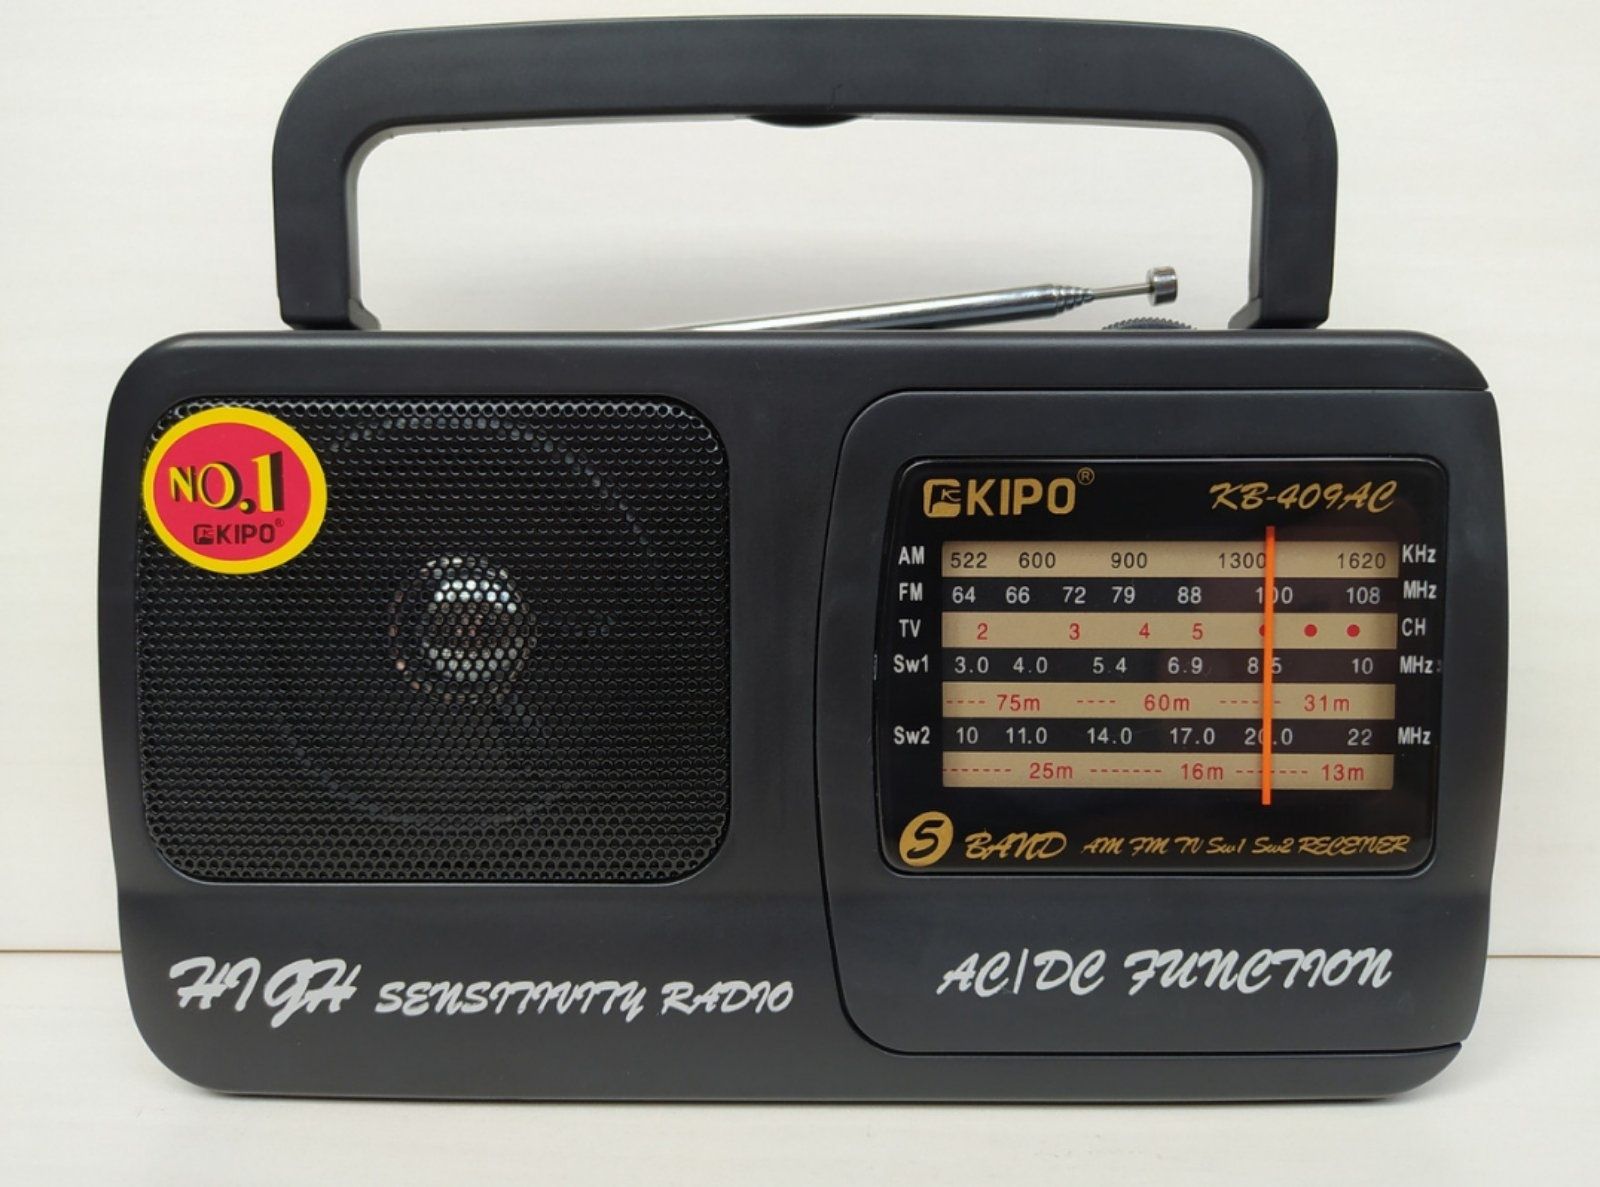 NO.1
KIPO®
KIPO® KB-409AC
AM 522 600 900 1300 1620 KHz
FM 64 66 72 79 88 100 108 MHz
TV 2 3 4 5 CH
Sw1 3.0 4.0 5.4 6.9 8.5 10 MHz
---- 75m ---- 60m ------ 31m
Sw2 10 11.0 14.0 17.0 20.0 22 MHz
------ 25m ------- 16m ------- 13m
5 BAND AM FM TV Sw1 Sw2 RECEIVER
HIGH SENSITIVITY RADIO
AC/DC FUNCTION